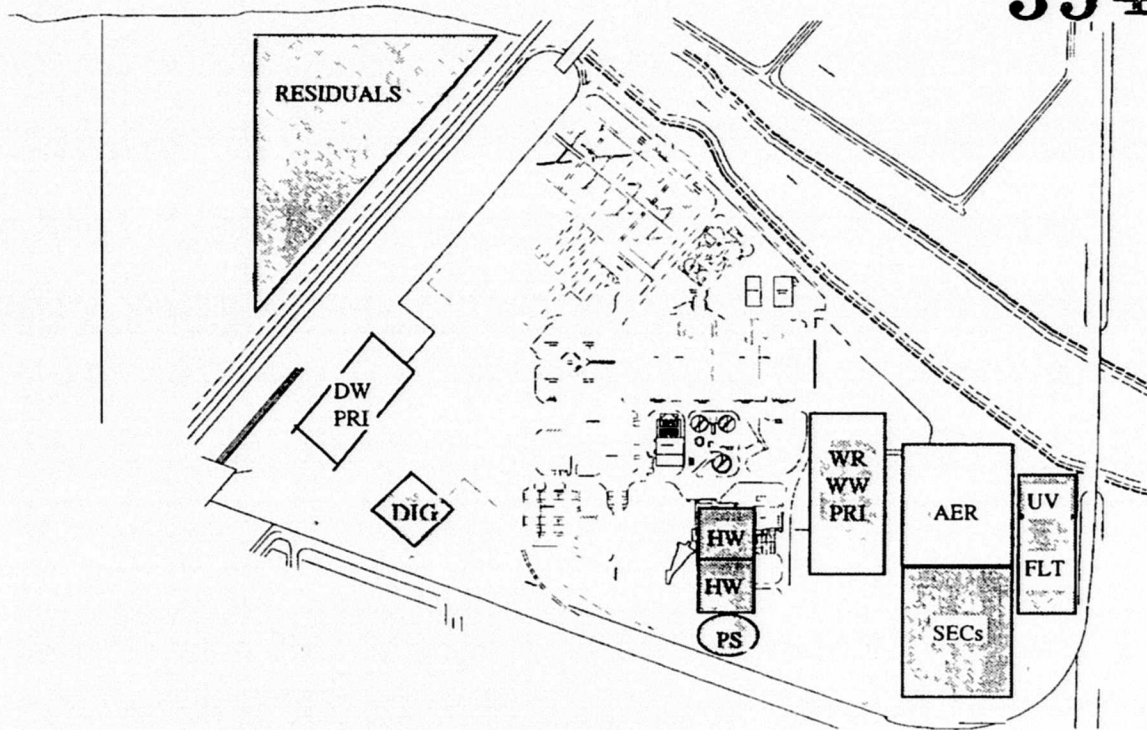 RESIDUALS
DW
PRI
DIG
HW
HW
PS
WR
WW
PRI
AER
SECs
UV
FLT